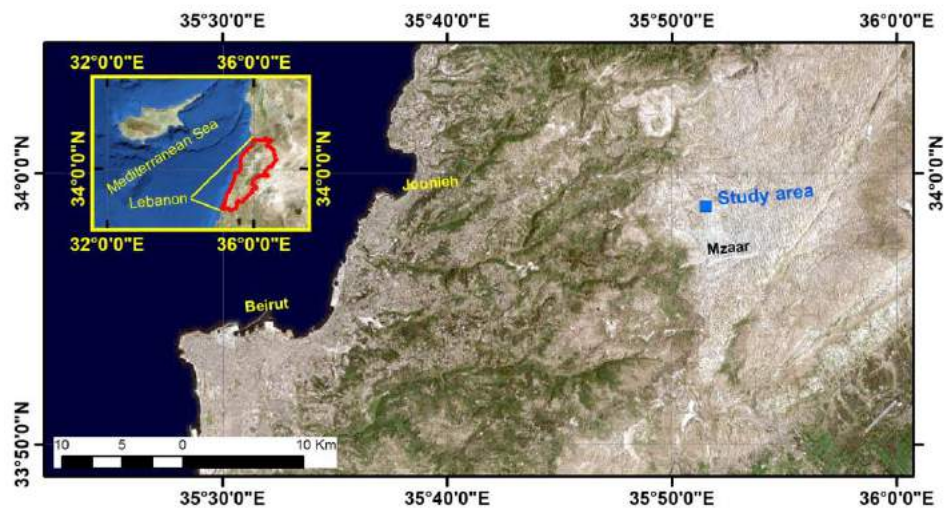 35°30'0"E 35°40'0"E 35°50'0"E 36°0'0"E
32°0'0"E 36°0'0"E
34°0'0"N
Mediterranean Sea
Lebanon
34°0'0"N
32°0'0"E 36°0'0"E
34°0'0"N
Joonieh
Study area
Mzaar
34°0'0"N
Beirut
10 5 0 10 Km
33°50'0"N
33°50'0"N
35°30'0"E 35°40'0"E 35°50'0"E 36°0'0"E